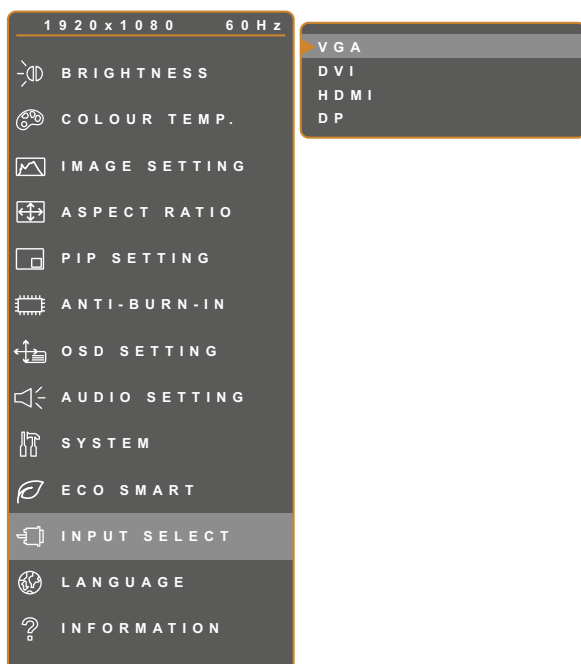 1920x1080 60Hz
BRIGHTNESS
COLOUR TEMP.
IMAGE SETTING
ASPECT RATIO
PIP SETTING
ANTI-BURN-IN
OSD SETTING
AUDIO SETTING
SYSTEM
ECO SMART
INPUT SELECT
LANGUAGE
INFORMATION
VGA
DVI
HDMI
DP